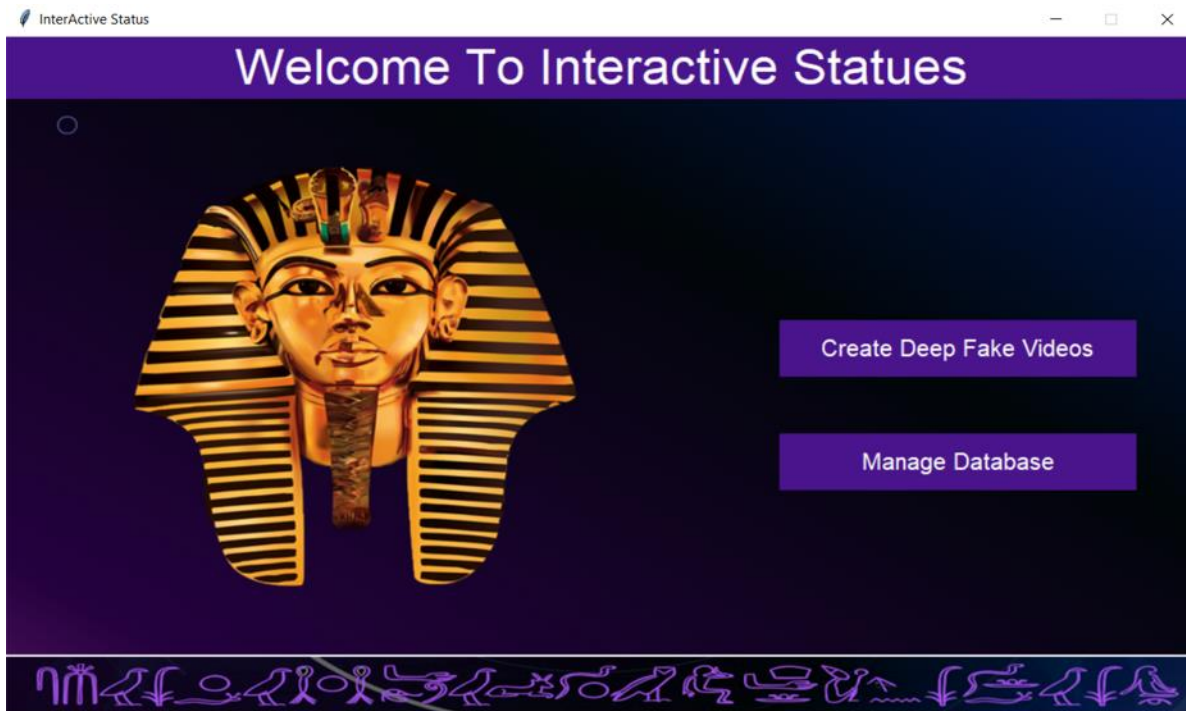 InterActive Status
Welcome To Interactive Statues
Create Deep Fake Videos
Manage Database